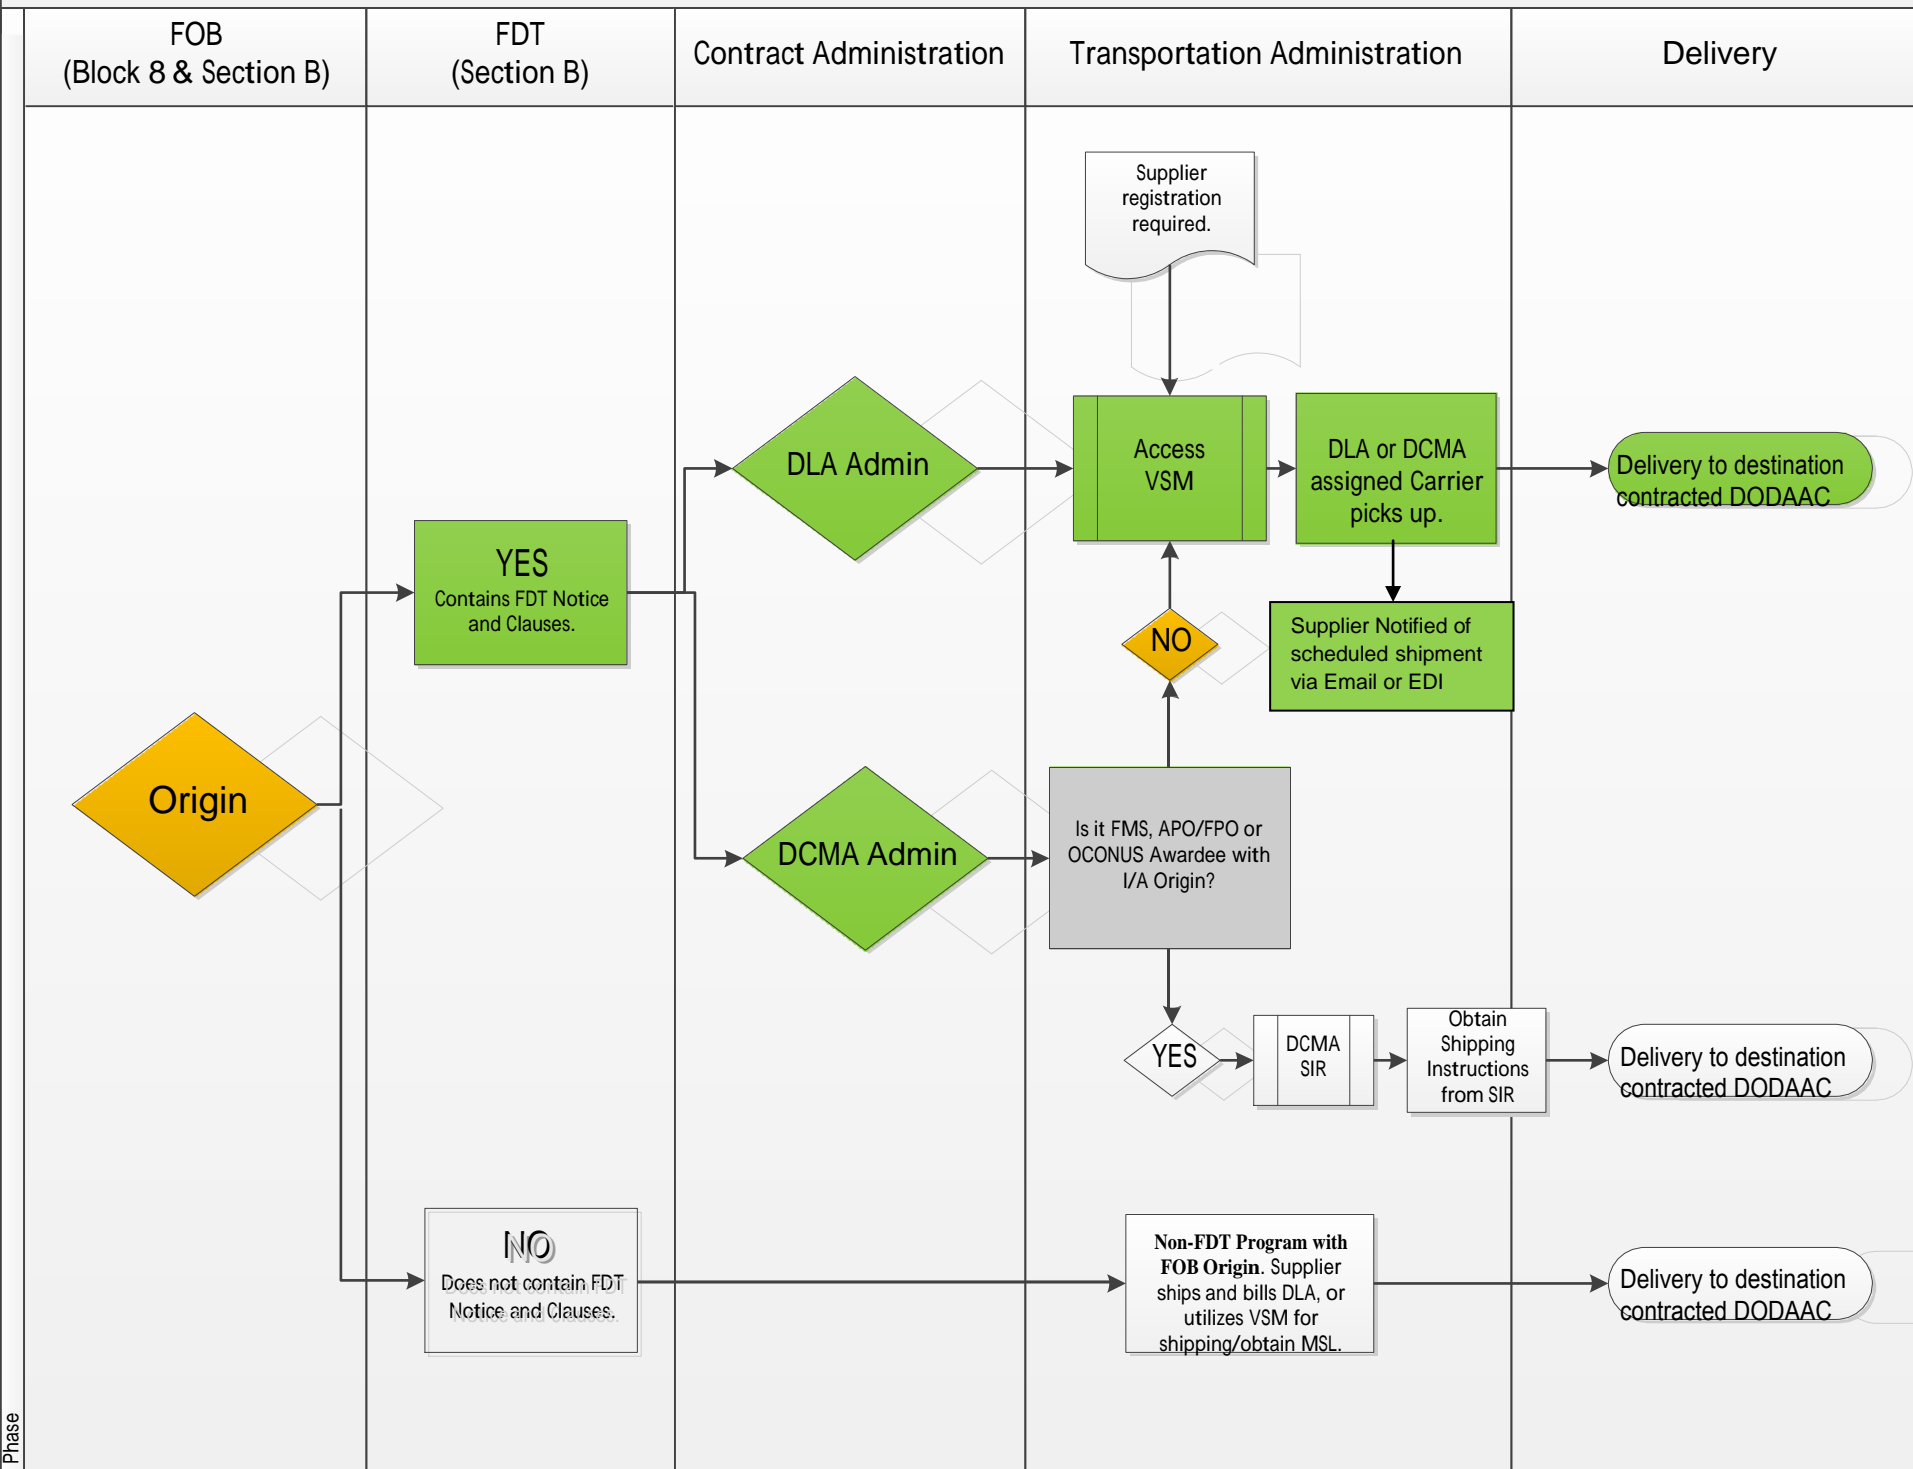 FOB
(Block 8 & Section B)
FDT
(Section B)
Contract Administration
Transportation Administration
Delivery
Supplier
registration
required.
DLA Admin
Access
VSM
DLA or DCMA
assigned Carrier
picks up.
Delivery to destination
contracted DODAAC
YES
Contains FDT Notice
and Clauses.
NO
Supplier Notified of
scheduled shipment
via Email or EDI
Origin
DCMA Admin
Is it FMS, APO/FPO or
OCONUS Awardee with
I/A Origin?
YES
DCMA
SIR
Obtain
Shipping
Instructions
from SIR
Delivery to destination
contracted DODAAC
NO
Does not contain FDT
Notice and Clauses.
Non-FDT Program with
FOB Origin. Supplier
ships and bills DLA, or
utilizes VSM for
shipping/obtain MSL.
Delivery to destination
contracted DODAAC
Phase